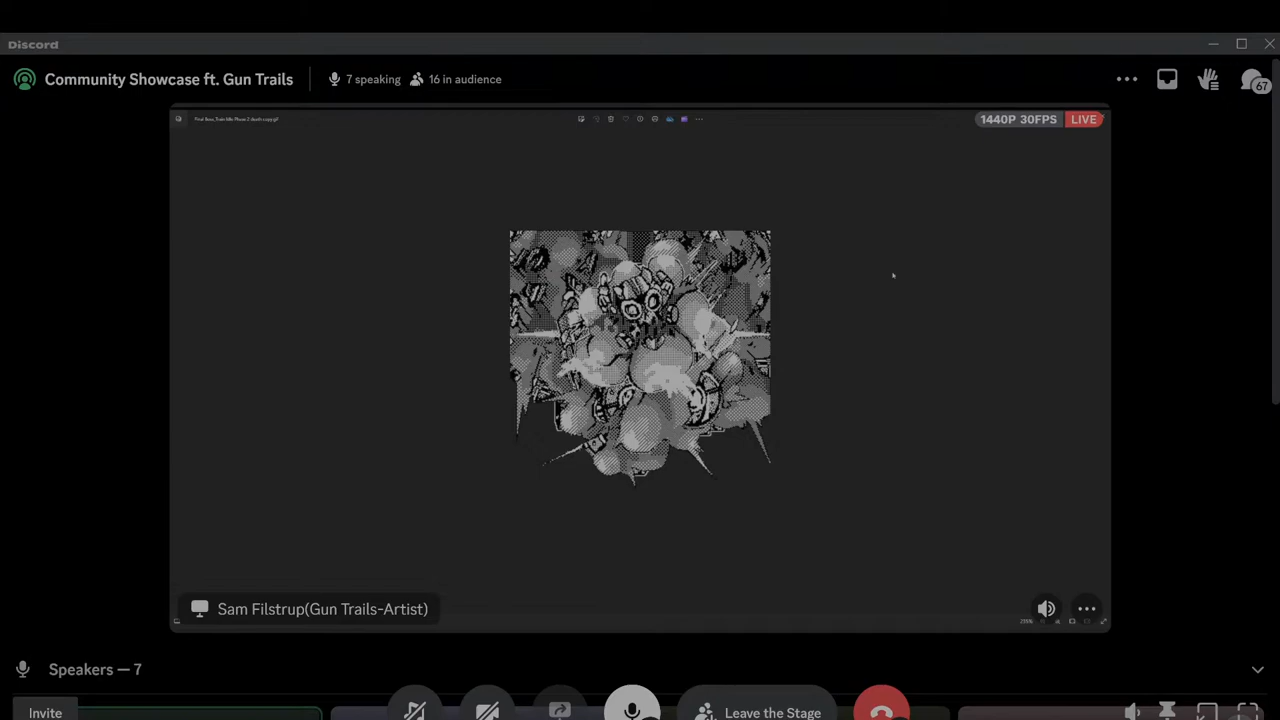 Discord
Community Showcase ft. Gun Trails
7 speaking
16 in audience
67
1440P 30FPS
LIVE
Sam Filstrup(Gun Trails-Artist)
Speakers — 7
Invite
Leave the Stage